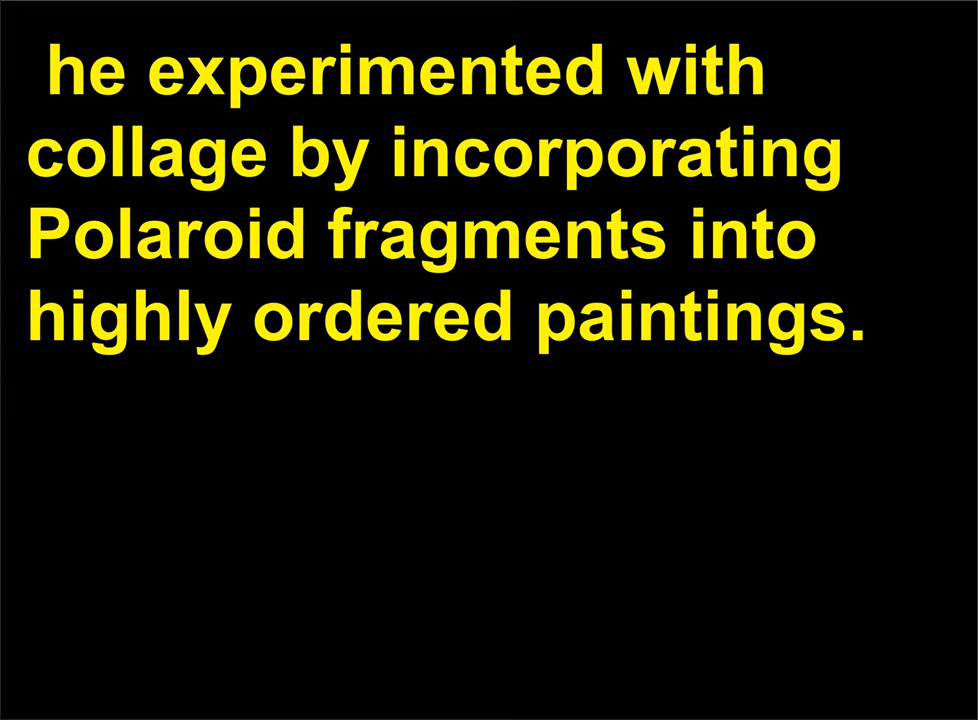 he experimented with
collage by incorporating
Polaroid fragments into
highly ordered paintings.